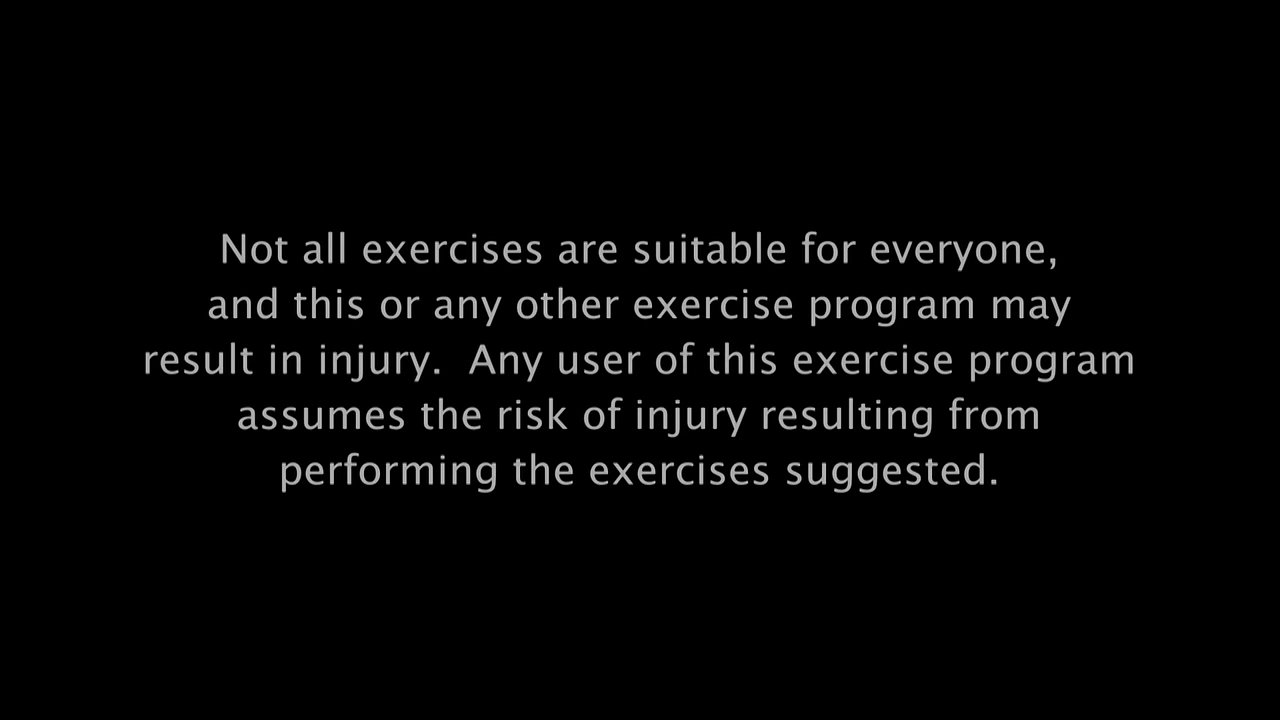 Not all exercises are suitable for everyone,
and this or any other exercise program may
result in injury.  Any user of this exercise program
assumes the risk of injury resulting from
performing the exercises suggested.